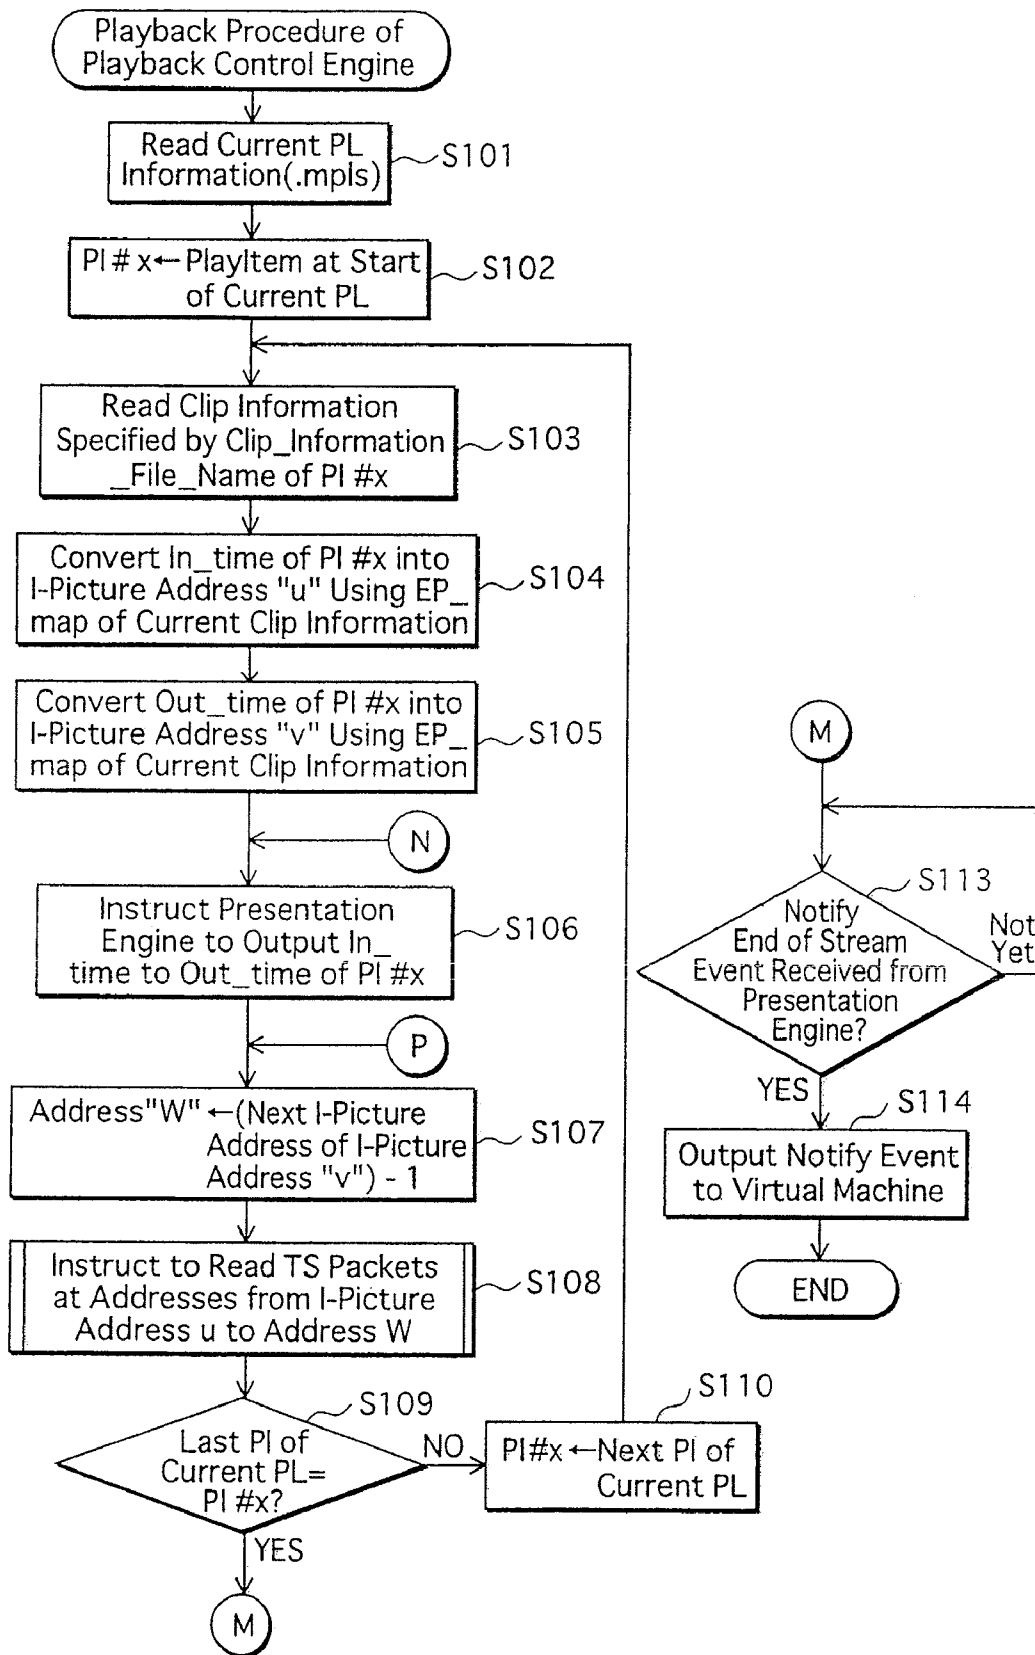 Playback Procedure of
Playback Control Engine
Read Current PL
Information(.mpls)
S101
PI # x←PlayItem at Start
of Current PL
S102
Read Clip Information
Specified by Clip_Information
_File_Name of PI #x
S103
Convert In_time of PI #x into
I-Picture Address "u" Using EP_
map of Current Clip Information
S104
Convert Out_time of PI #x into
I-Picture Address "v" Using EP_
map of Current Clip Information
S105
N
Instruct Presentation
Engine to Output In_
time to Out_time of PI #x
S106
P
Address"W"←(Next I-Picture
Address of I-Picture
Address "v") - 1
S107
Instruct to Read TS Packets
at Addresses from I-Picture
Address u to Address W
S108
S109
Last PI of
Current PL=
PI #x?
NO
YES
M
S110
PI#x←Next PI of
Current PL
M
S113
Notify
End of Stream
Event Received from
Presentation
Engine?
Not
Yet
YES
S114
Output Notify Event
to Virtual Machine
END